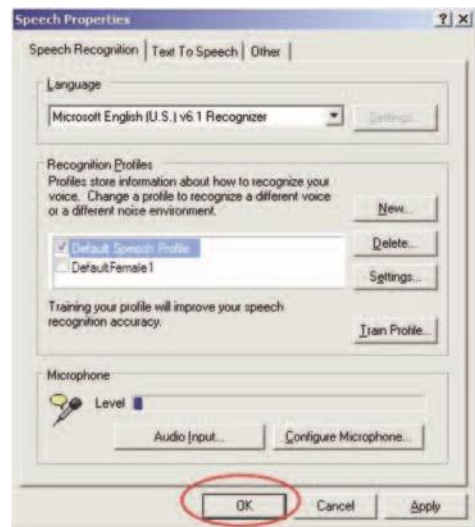 Speech Properties
Speech Recognition Text To Speech Other
Language
Microsoft English (U.S.) v6.1 Recognizer
Settings...
Recognition Profiles
Profiles store information about how to recognize your
voice. Change a profile to recognize a different voice
or a different noise environment.
New...
Default Speech Profile
Delete...
DefaultFemale1
Settings...
Training your profile will improve your speech
recognition accuracy.
Train Profile...
Microphone
Level
Audio Input... Configure Microphone...
OK Cancel Apply